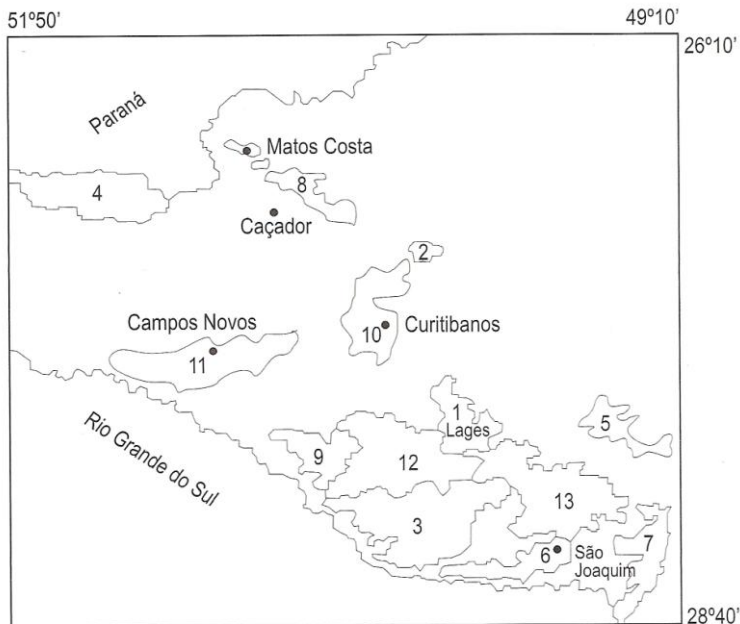 51º50'
49º10'
26º10'
Paraná
Matos Costa
4
8
Caçador
2
Campos Novos
10
Curitibanos
11
1
Lages
5
Rio Grande do Sul
9
12
13
3
6
São
Joaquim
7
28º40'